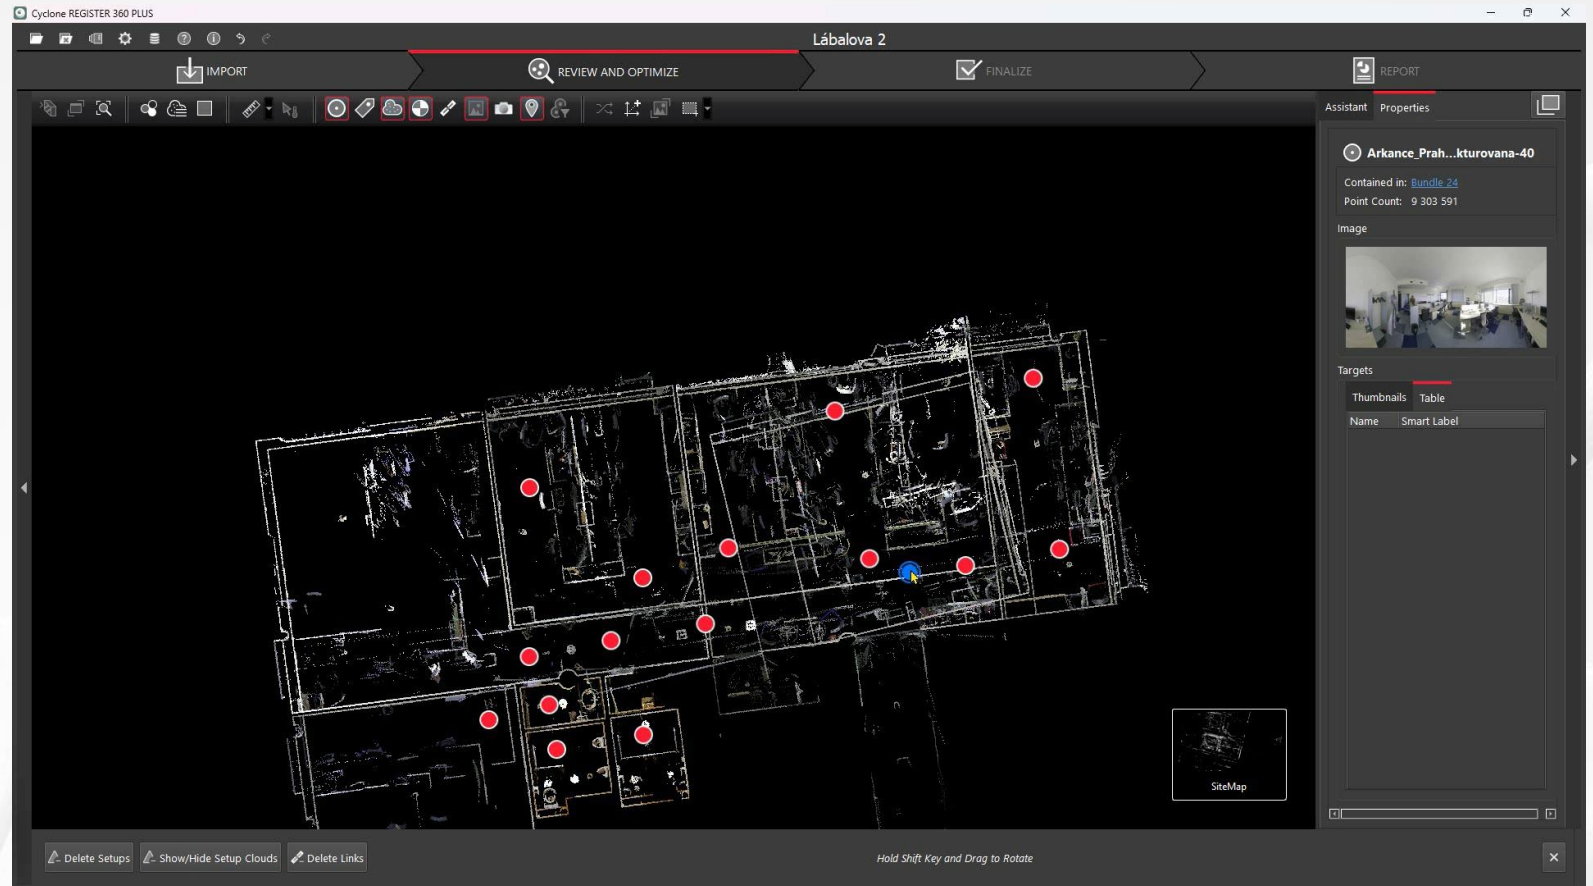 Cyclone REGISTER 360 PLUS
Lábalova 2
IMPORT
REVIEW AND OPTIMIZE
FINALIZE
REPORT
Assistant
Properties
Arkance_Prah...kturovana-40
Contained in: Bundle 24
Point Count: 9 303 591
Image
Targets
Thumbnails
Table
Name
Smart Label
SiteMap
Delete Setups
Show/Hide Setup Clouds
Delete Links
Hold Shift Key and Drag to Rotate